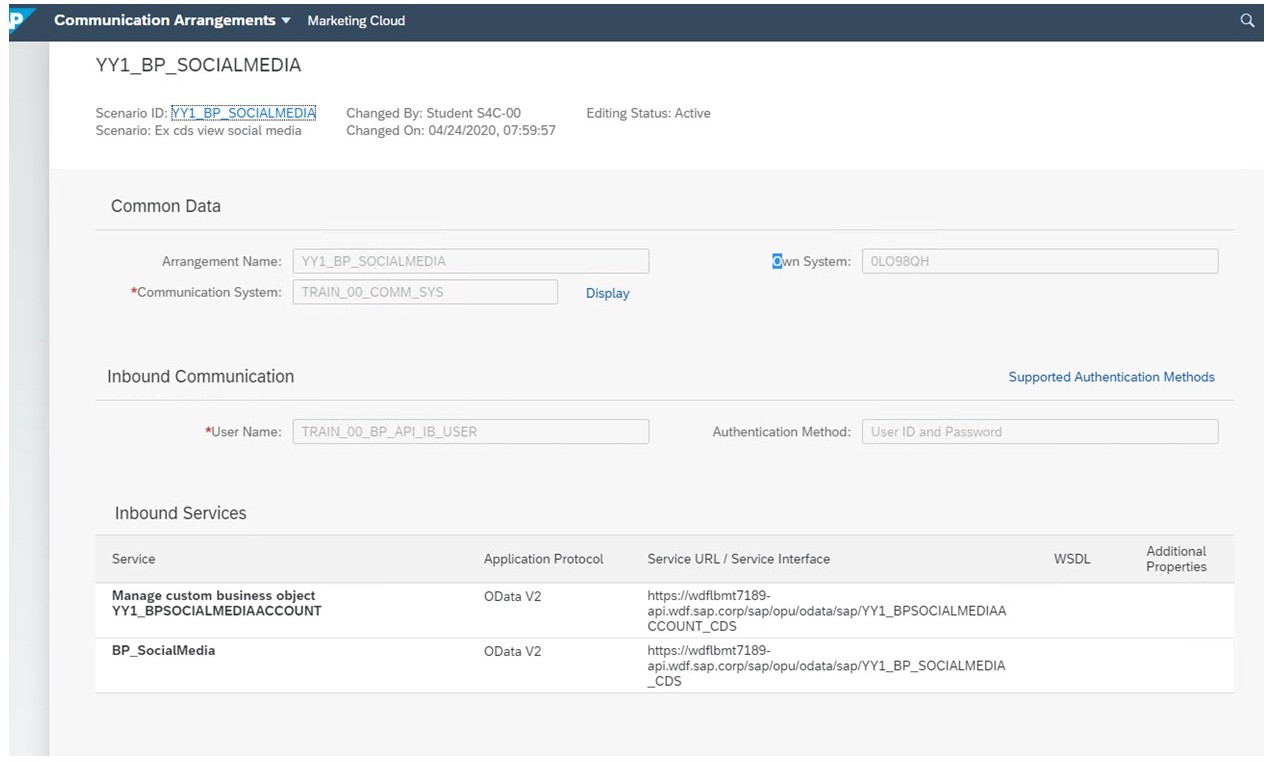 P
Communication Arrangements Marketing Cloud
YY1_BP_SOCIALMEDIA
Scenario ID: YY1_BP_SOCIALMEDIA Changed By: Student S4C-00 Editing Status: Active
Scenario: Ex cds view social media Changed On: 04/24/2020, 07:59:57
Common Data
Arrangement Name: YY1_BP_SOCIALMEDIA Own System: 0LO98QH
*Communication System: TRAIN_00_COMM_SYS Display
Inbound Communication Supported Authentication Methods
*User Name: TRAIN_00_BP_API_IB_USER Authentication Method: User ID and Password
Inbound Services
Service Application Protocol Service URL / Service Interface WSDL Additional
Properties
Manage custom business object OData V2 https://wdflbmt7189-
YY1_BPSOCIALMEDIAACCOUNT api.wdf.sap.corp/sap/opu/odata/sap/YY1_BPSOCIALMEDIAA
CCOUNT_CDS
BP_SocialMedia OData V2 https://wdflbmt7189-
api.wdf.sap.corp/sap/opu/odata/sap/YY1_BP_SOCIALMEDIA
_CDS